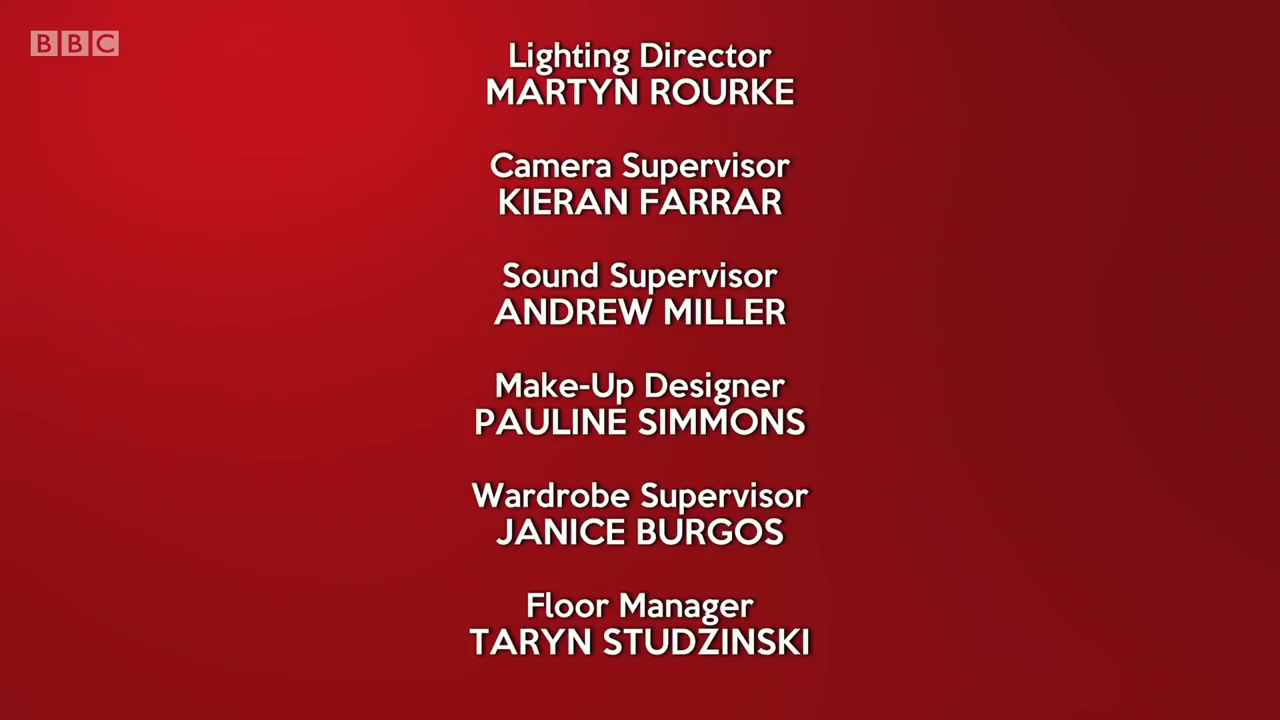 BBC
Lighting Director
MARTYN ROURKE
Camera Supervisor
KIERAN FARRAR
Sound Supervisor
ANDREW MILLER
Make-Up Designer
PAULINE SIMMONS
Wardrobe Supervisor
JANICE BURGOS
Floor Manager
TARYN STUDZINSKI